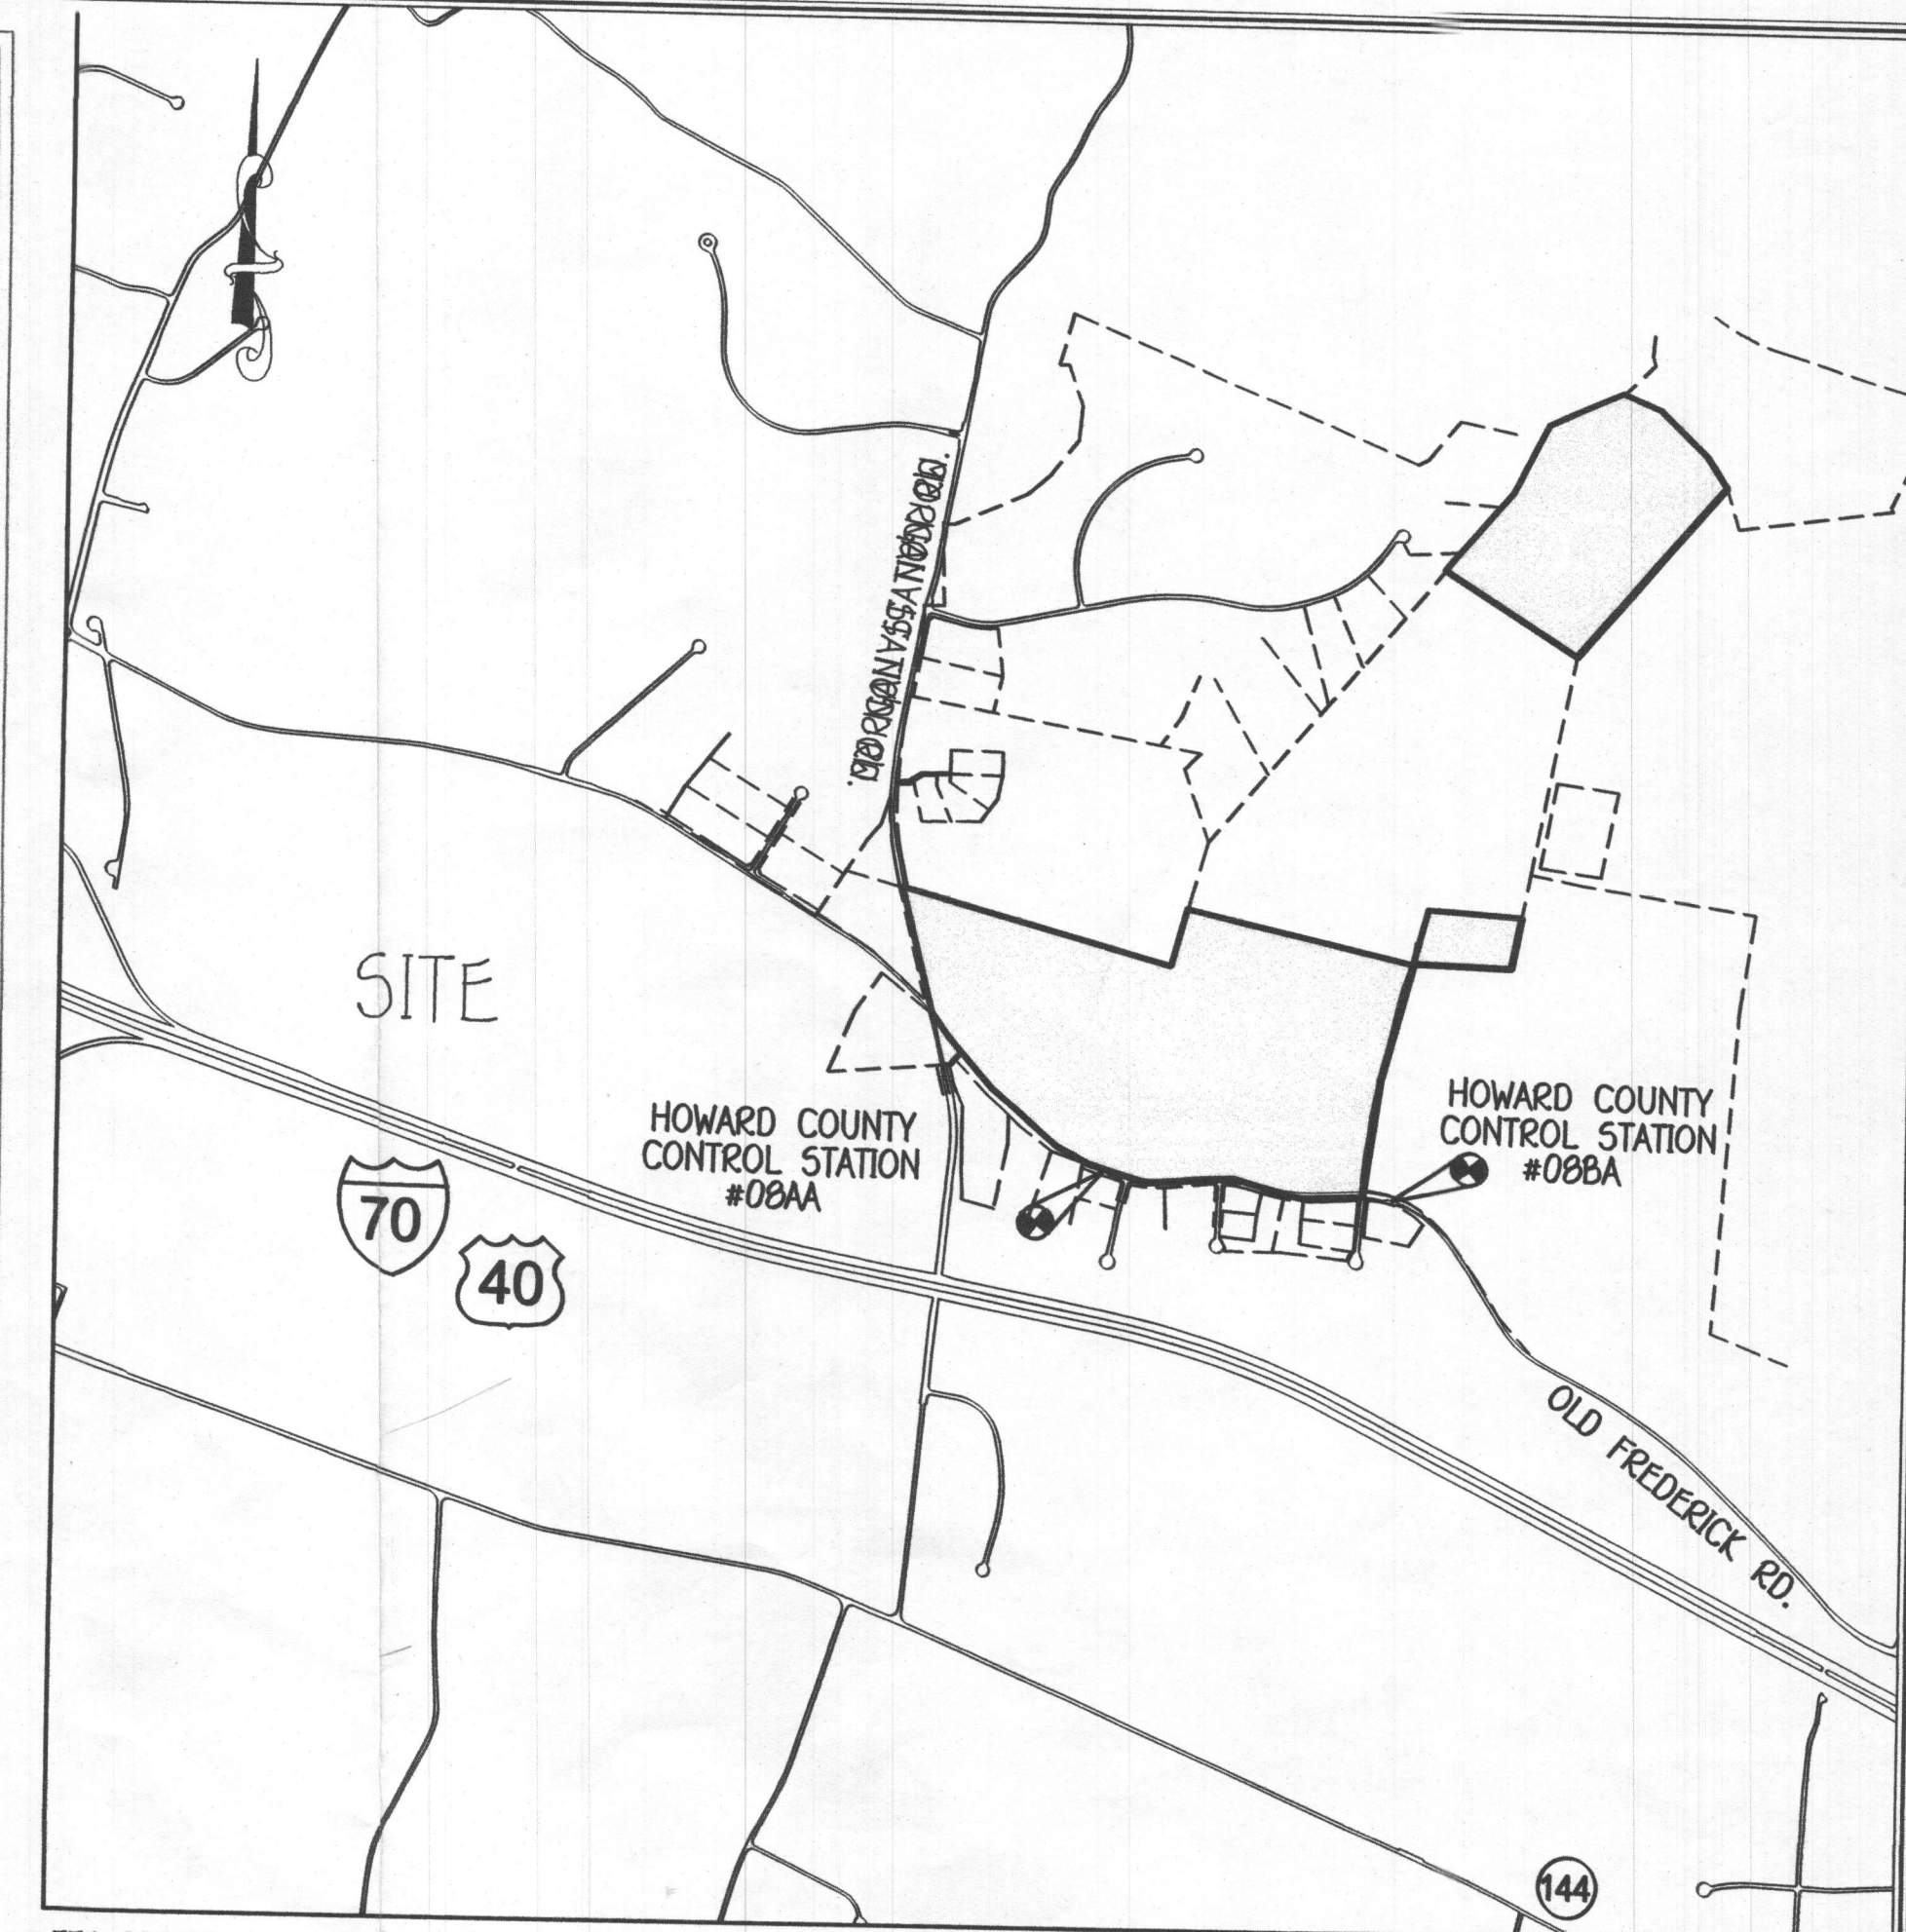 SITE
HOWARD COUNTY
CONTROL STATION
#08AA
HOWARD COUNTY
CONTROL STATION
#08BA
70
40
OLD FREDERICK RD.
144